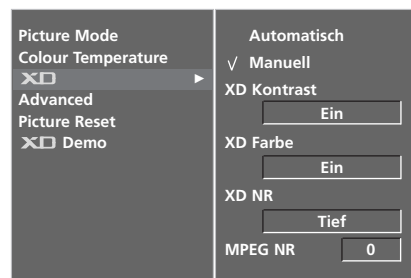 Picture Mode
Colour Temperature
XD
Advanced
Picture Reset
XD Demo
Automatisch
√ Manuell
XD Kontrast
Ein
XD Farbe
Ein
XD NR
Tief
MPEG NR 0